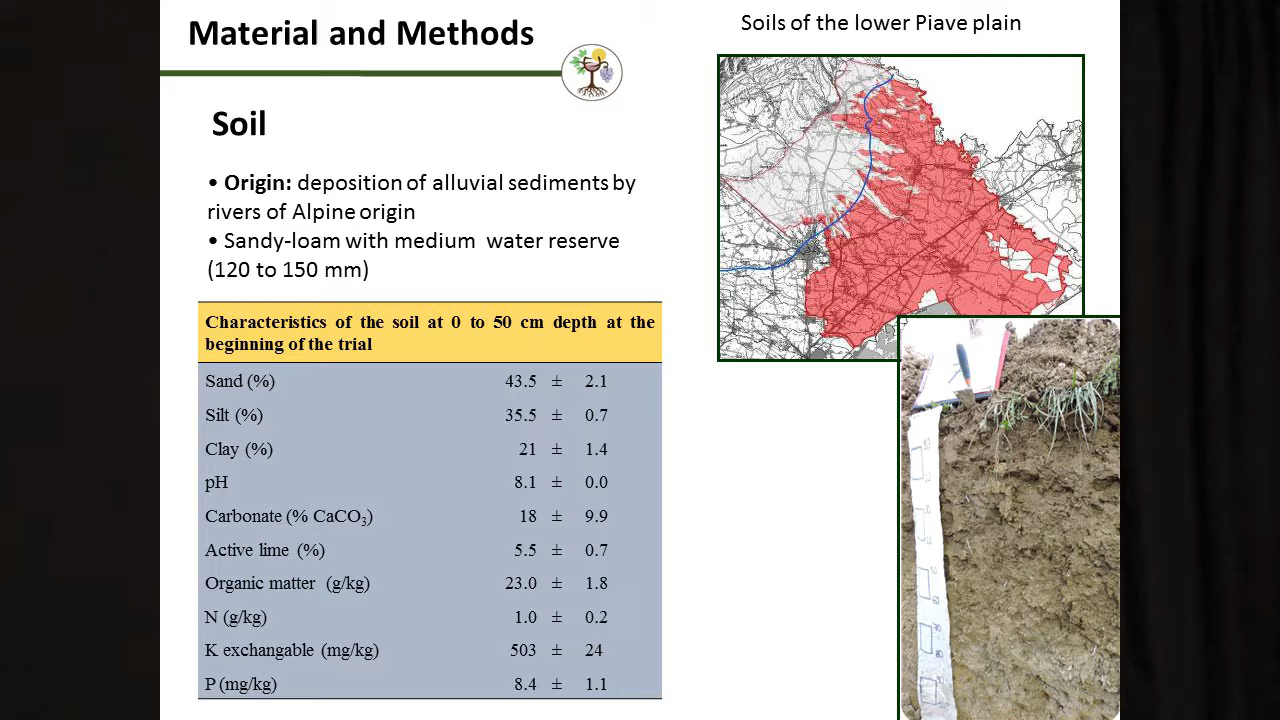 Material and Methods
Soils of the lower Piave plain
Soil
• Origin: deposition of alluvial sediments by
rivers of Alpine origin
• Sandy-loam with medium water reserve
(120 to 150 mm)
Characteristics of the soil at 0 to 50 cm depth at the
beginning of the trial
Sand (%) 43.5 ± 2.1
Silt (%) 35.5 ± 0.7
Clay (%) 21 ± 1.4
pH 8.1 ± 0.0
Carbonate (% CaCO3) 18 ± 9.9
Active lime (%) 5.5 ± 0.7
Organic matter (g/kg) 23.0 ± 1.8
N (g/kg) 1.0 ± 0.2
K exchangable (mg/kg) 503 ± 24
P (mg/kg) 8.4 ± 1.1